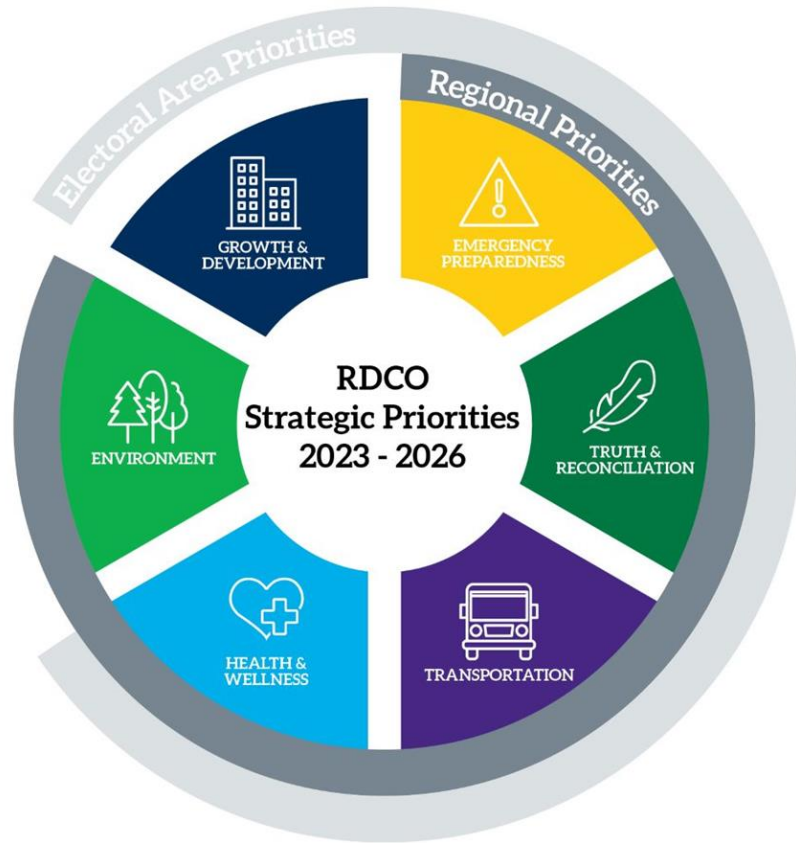 Electoral Area Priorities
Regional Priorities
GROWTH &
DEVELOPMENT
EMERGENCY
PREPAREDNESS
ENVIRONMENT
RDCO
Strategic Priorities
2023 - 2026
TRUTH &
RECONCILIATION
HEALTH &
WELLNESS
TRANSPORTATION